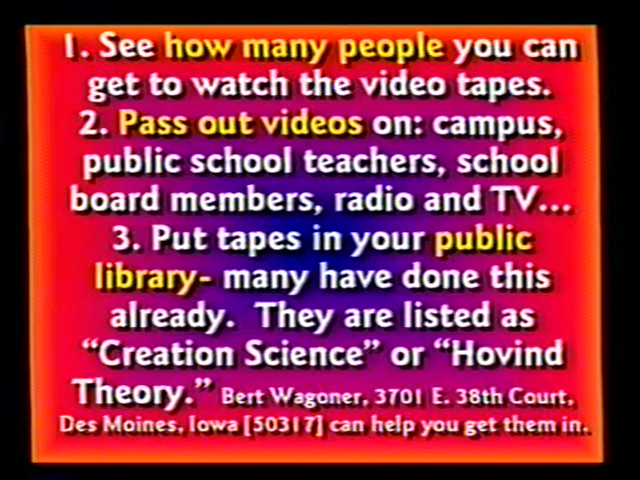 1. See how many people you can
get to watch the video tapes.
2. Pass out videos on: campus,
public school teachers, school
board members, radio and TV...
3. Put tapes in your public
library- many have done this
already.  They are listed as
“Creation Science” or “Hovind
Theory.” Bert Wagoner, 3701 E. 38th Court,
Des Moines, Iowa [50317] can help you get them in.